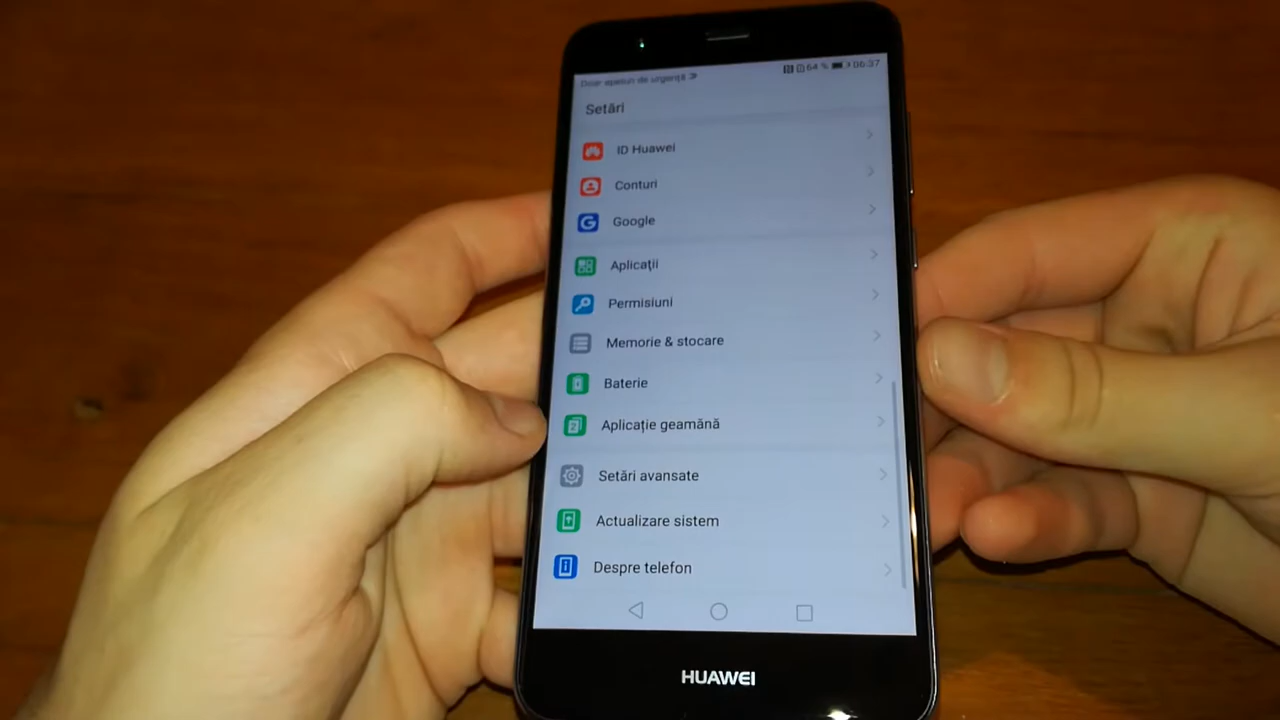 Doar apeluri de urgență
64 % 06:37
Setări
ID Huawei
Conturi
Google
Aplicaţii
Permisiuni
Memorie & stocare
Baterie
Aplicație geamănă
Setări avansate
Actualizare sistem
Despre telefon
HUAWEI